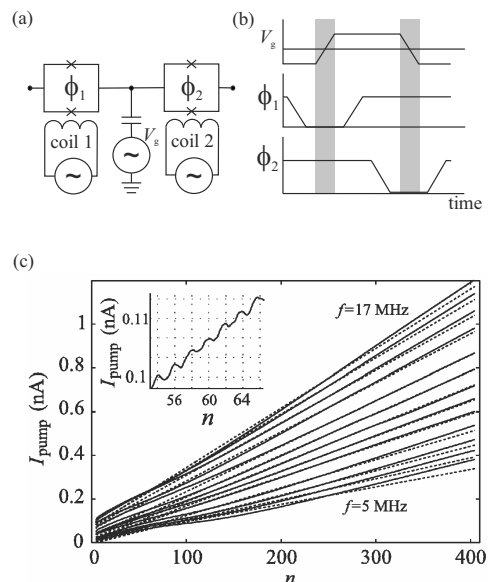 (a)
ϕ1
ϕ2
coil 1
Vg
coil 2
~
~
~
(b)
Vg
ϕ1
ϕ2
time
(c)
Ipump (nA)
1
0.8
0.6
0.4
0.2
0
0
100
200
300
400
n
f=17 MHz
f=5 MHz
Ipump (nA)
0.11
0.1
56
60
64
n